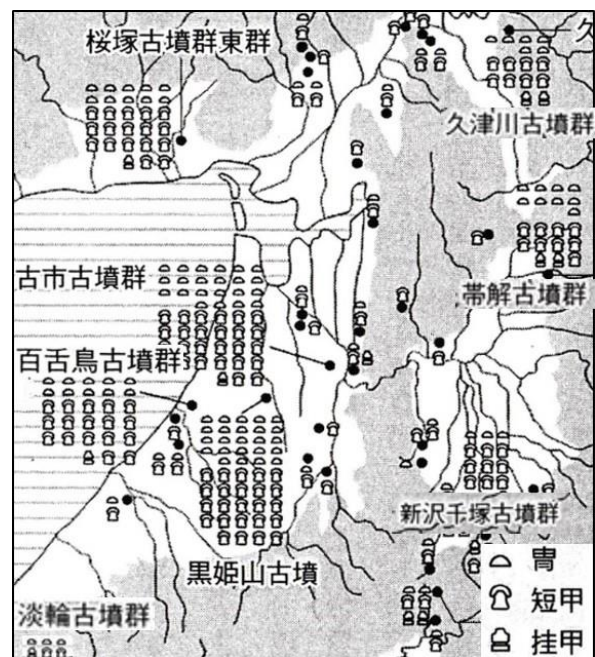 桜塚古墳群東群
久
久津川古墳群
古市古墳群
帯解古墳群
百舌鳥古墳群
新沢千塚古墳群
黒姫山古墳
冑
短甲
挂甲
淡輪古墳群